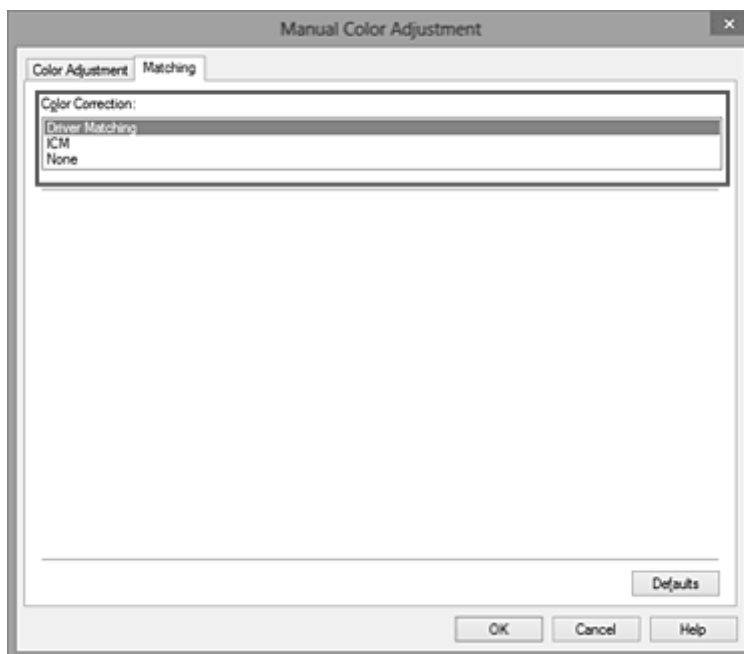 Manual Color Adjustment
Color Adjustment Matching
Color Correction:
Driver Matching
ICM
None
Defaults
OK Cancel Help